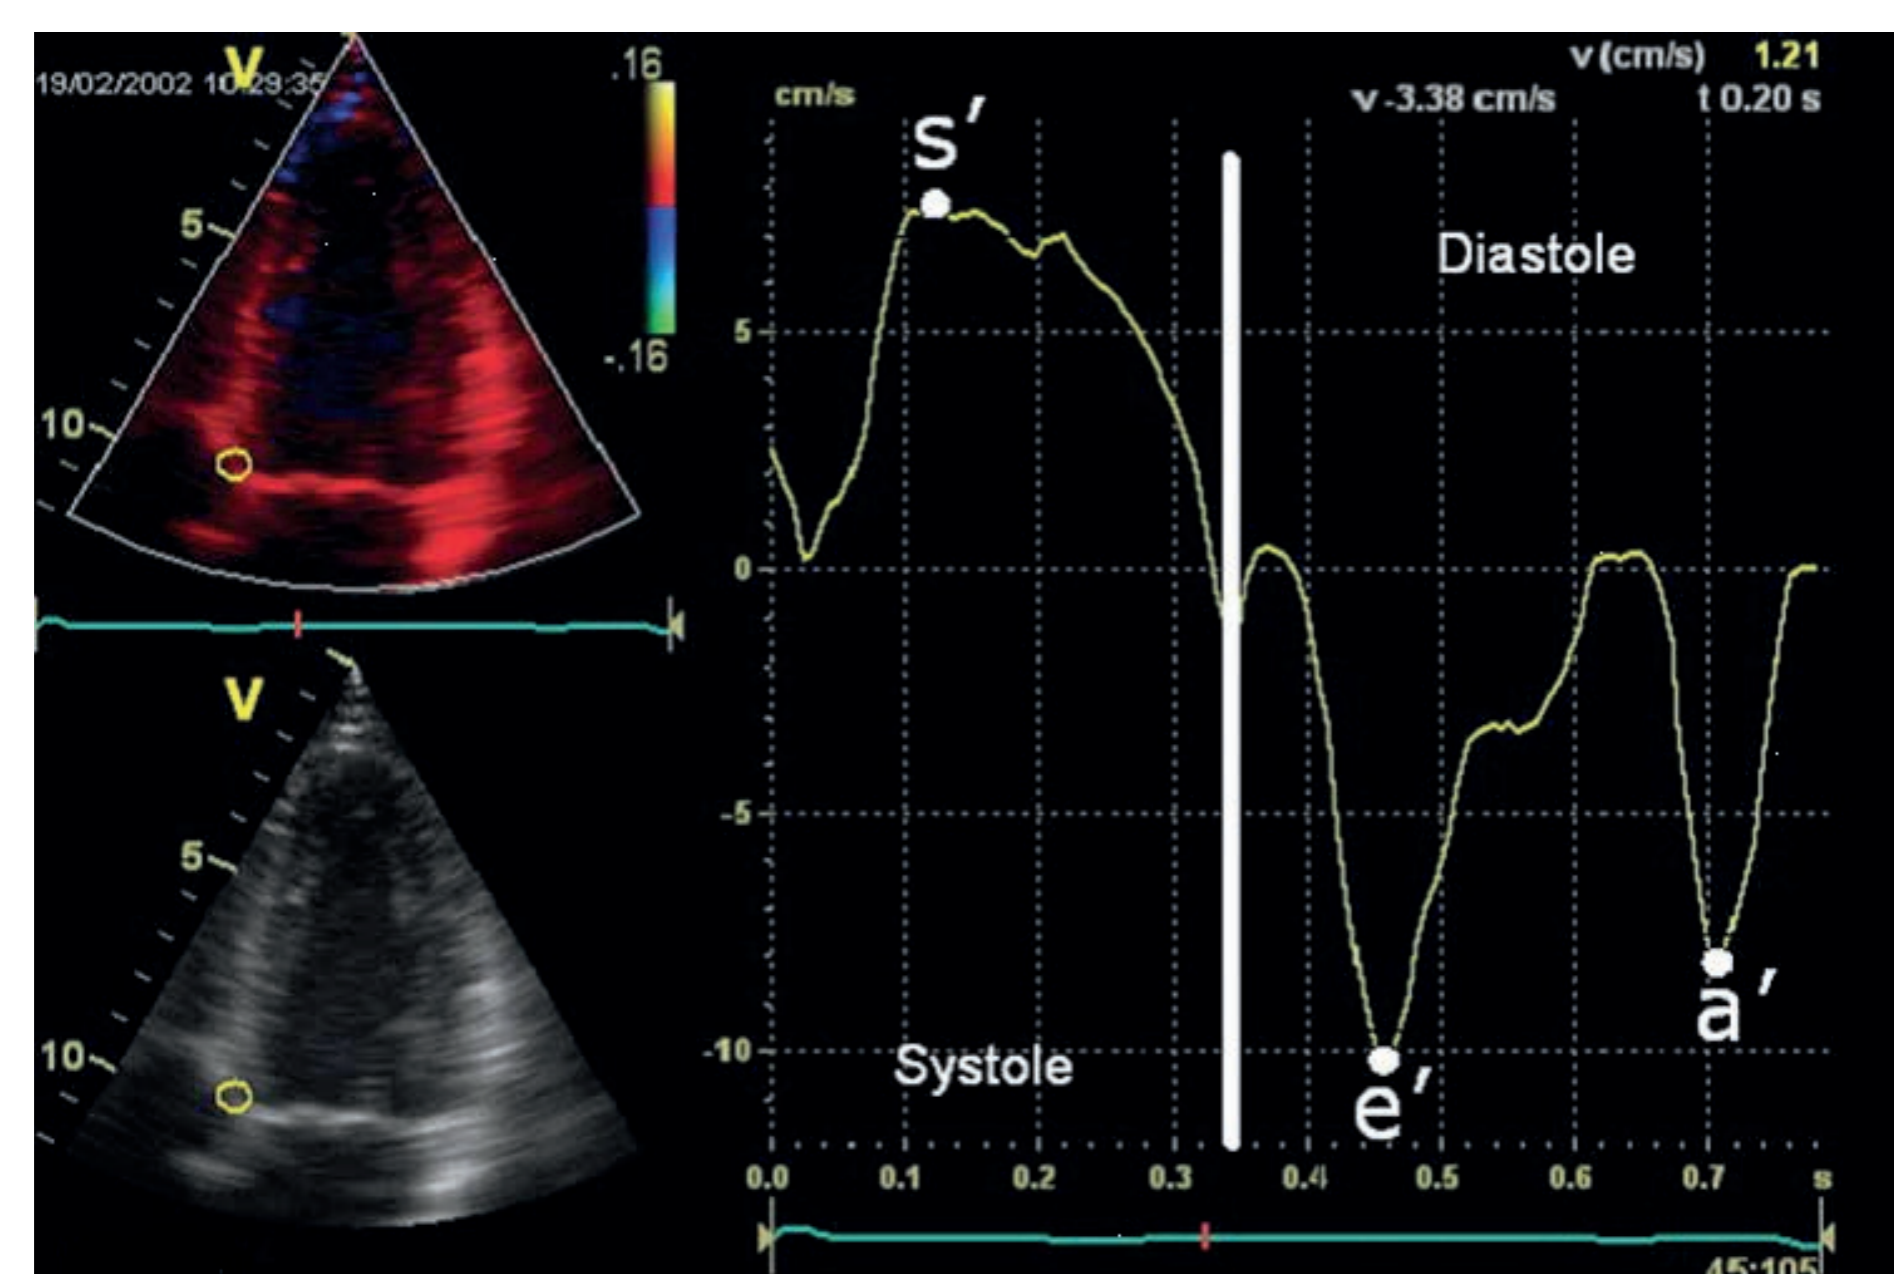 V
19/02/2002 10:29:35
.16
-.16
5
10
V
5
10
v (cm/s) 1.21
v -3.38 cm/s t 0.20 s
cm/s
s′
Diastole
5
0
-5
-10
Systole
e′
a′
0.0 0.1 0.2 0.3 0.4 0.5 0.6 0.7 s
45:105